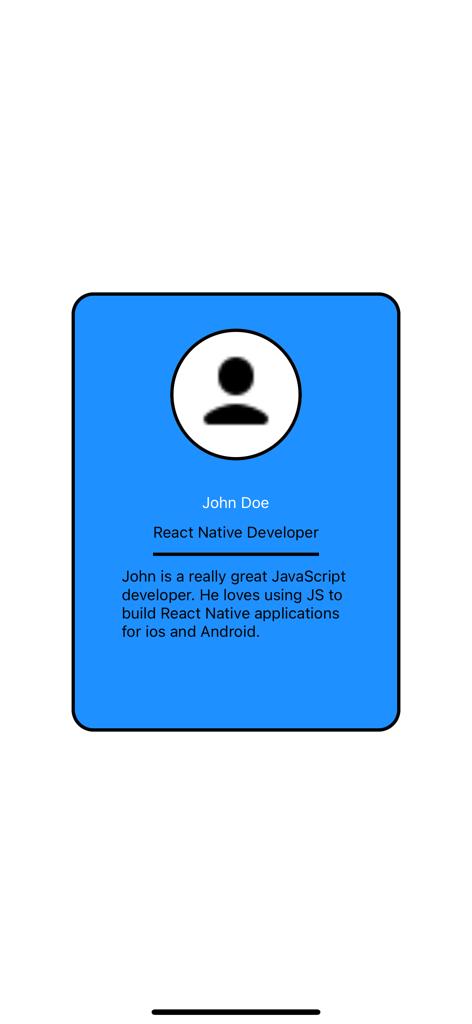 John Doe
React Native Developer
John is a really great JavaScript
developer. He loves using JS to
build React Native applications
for ios and Android.